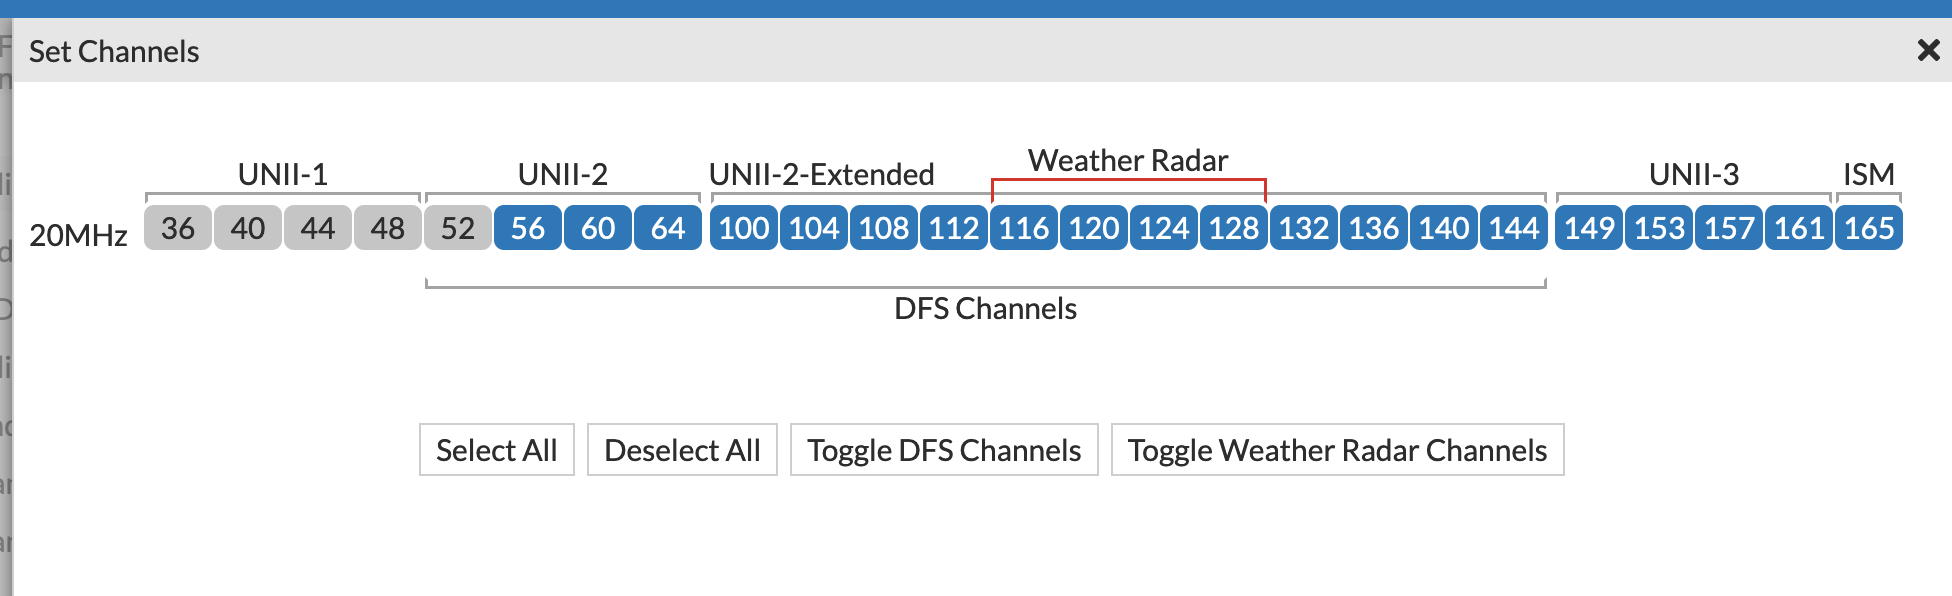 Set Channels
Weather Radar
UNII-1 UNII-2 UNII-2-Extended UNII-3 ISM
20MHz 36 40 44 48 52 56 60 64 100 104 108 112 116 120 124 128 132 136 140 144 149 153 157 161 165
DFS Channels
Select All Deselect All Toggle DFS Channels Toggle Weather Radar Channels